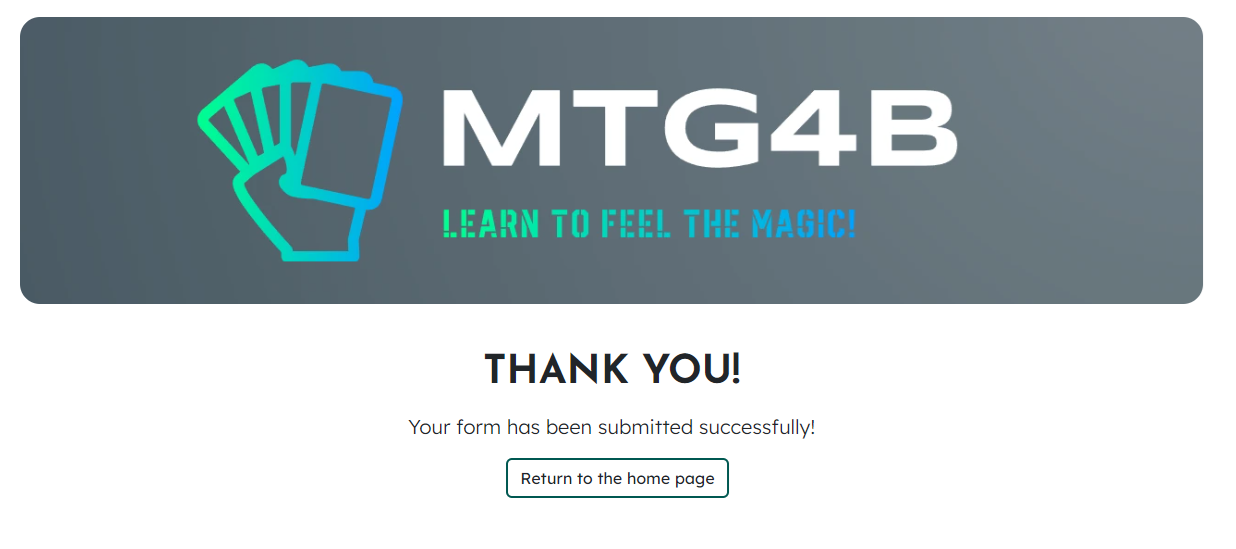 MTG4B
LEARN TO FEEL THE MAGIC!
THANK YOU!
Your form has been submitted successfully!
Return to the home page